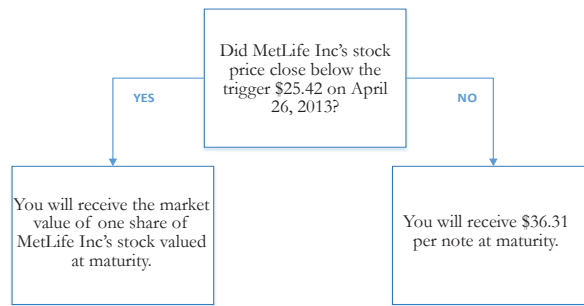 Did MetLife Inc's stock
price close below the
trigger $25.42 on April
26, 2013?
YES
NO
You will receive the market
value of one share of
MetLife Inc's stock valued
at maturity.
You will receive $36.31
per note at maturity.